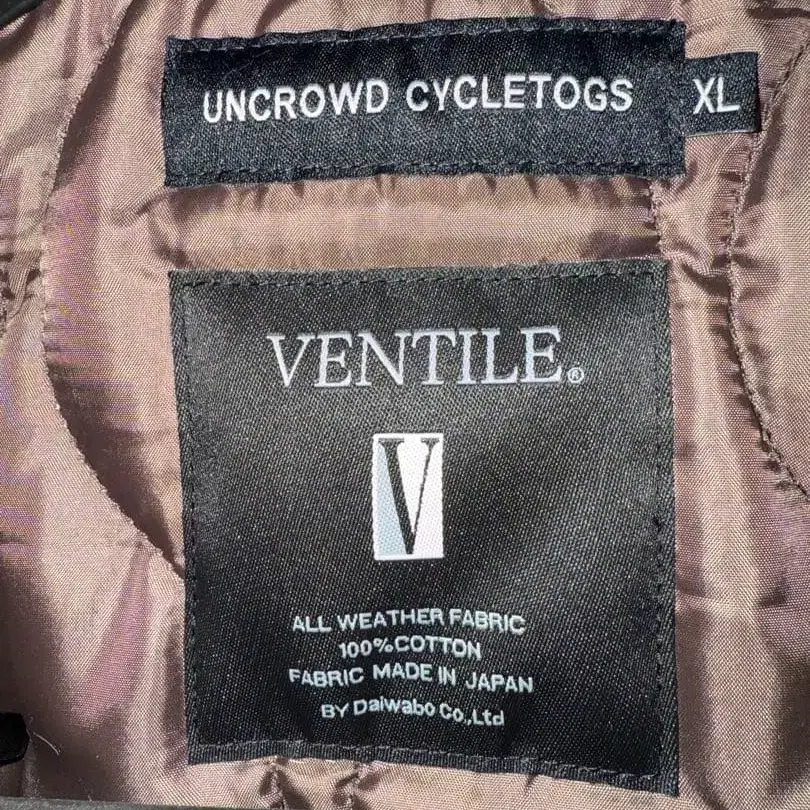 UNCROWD CYCLETOGS
XL
VENTILE®
V
ALL WEATHER FABRIC
100%COTTON
FABRIC MADE IN JAPAN
BY Daiwabo Co.,Ltd